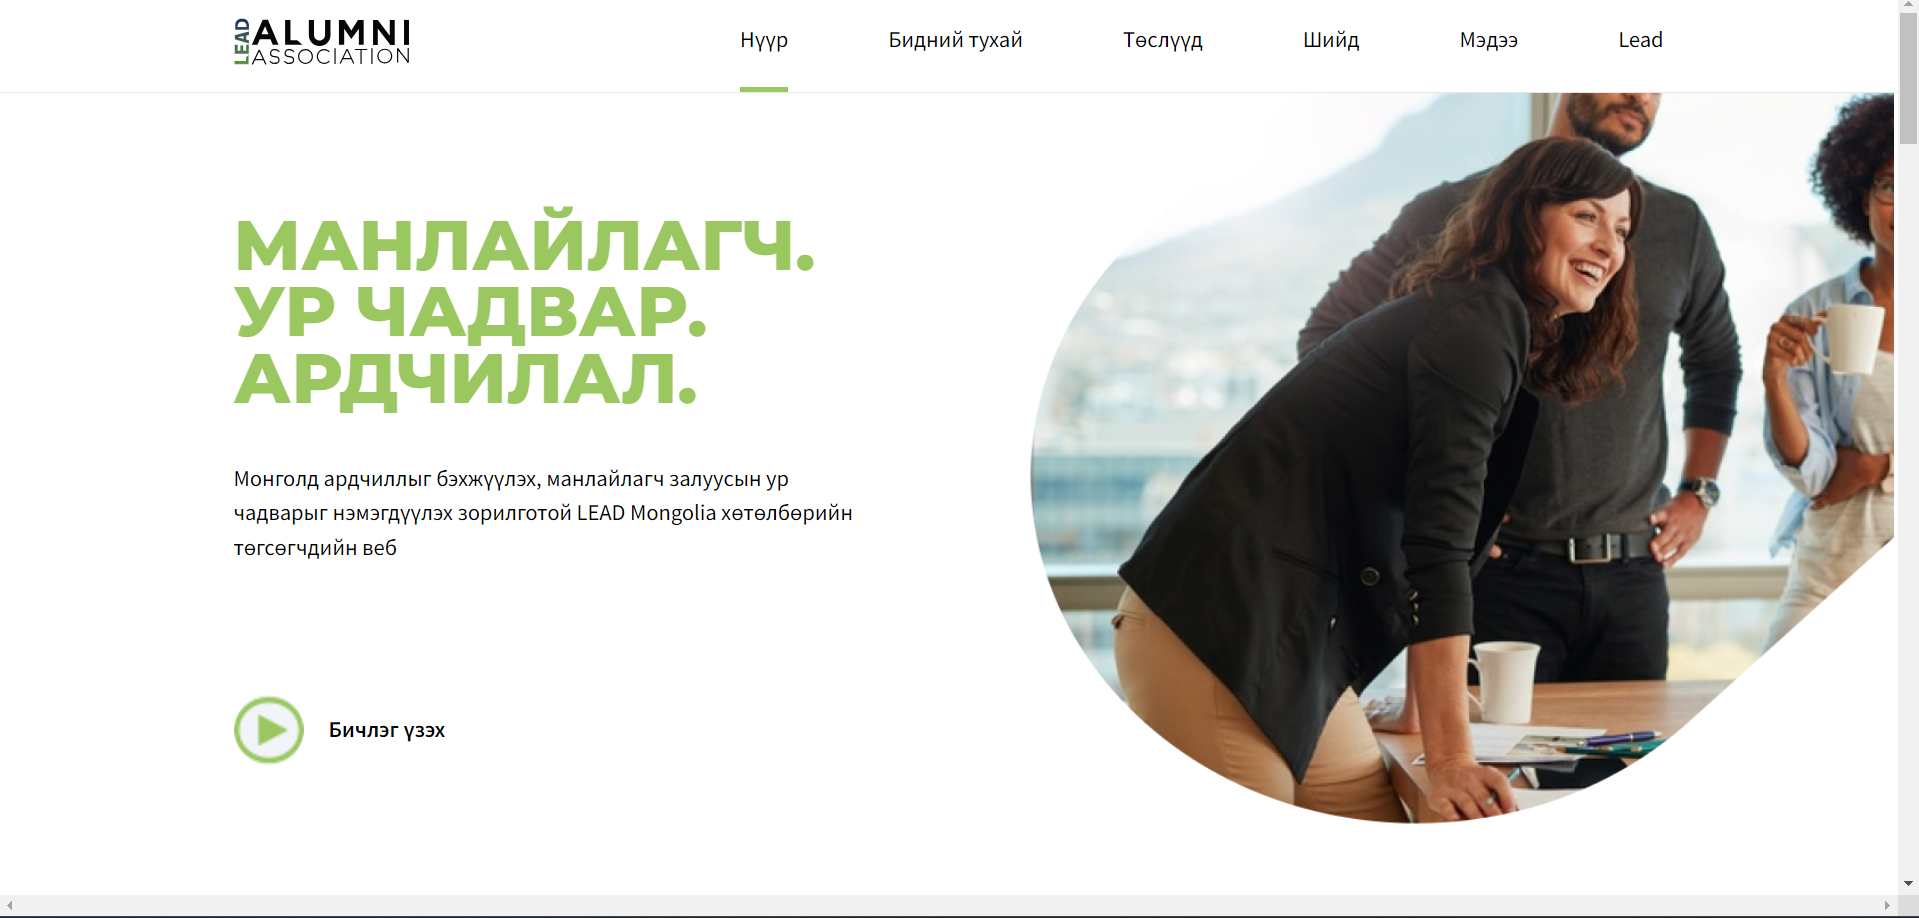 LEAD ALUMNI
ASSOCIATION
Нүүр
Бидний тухай
Төслүүд
Шийд
Мэдээ
Lead
МАНЛАЙЛАГЧ.
УР ЧАДВАР.
АРДЧИЛАЛ.
Монголд ардчиллыг бэхжүүлэх, манлайлагч залуусын ур
чадварыг нэмэгдүүлэх зорилготой LEAD Mongolia хөтөлбөрийн
төгсөгчдийн веб
Бичлэг үзэх